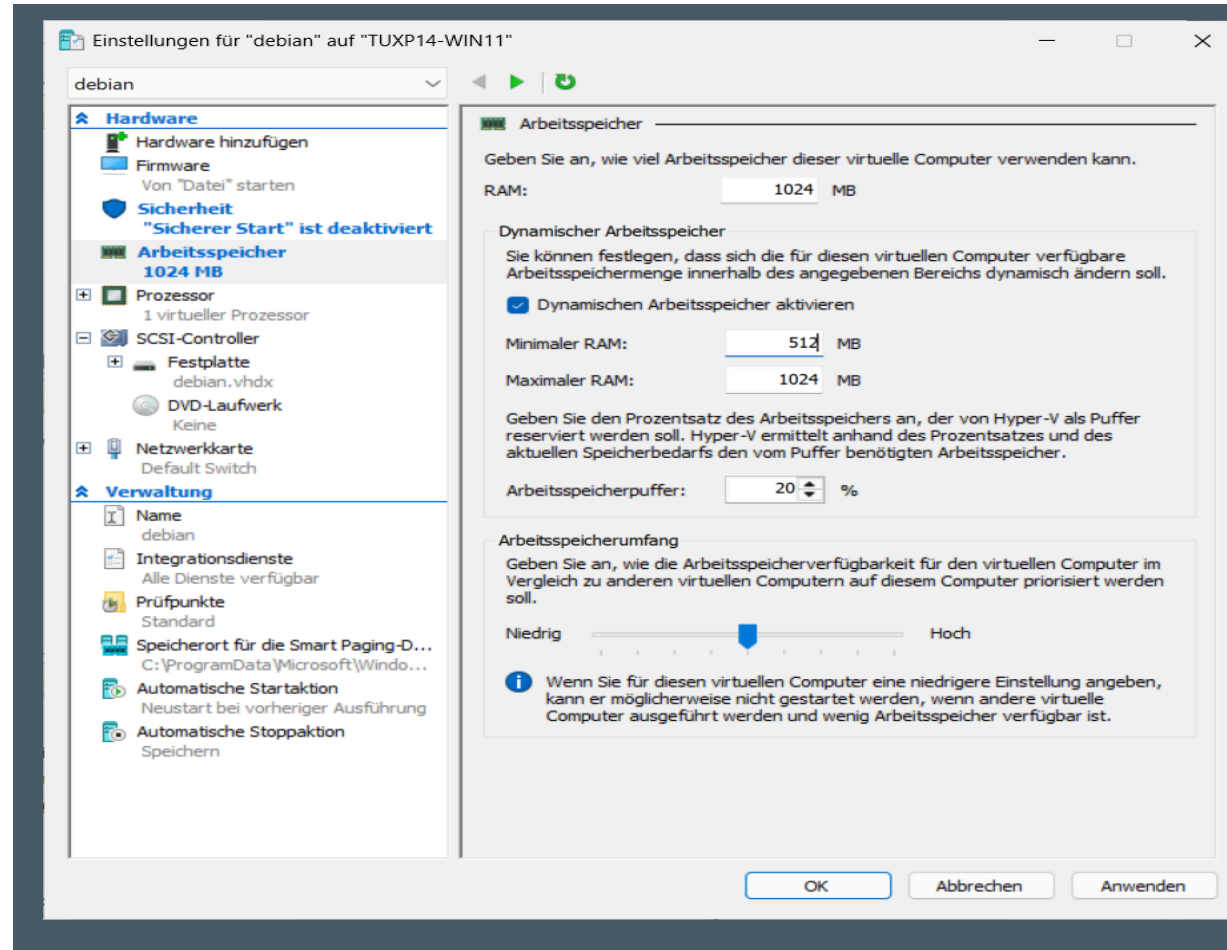 Einstellungen für "debian" auf "TUXP14-WIN11"
debian
Hardware
Hardware hinzufügen
Firmware
Von "Datei" starten
Sicherheit
"Sicherer Start" ist deaktiviert
Arbeitsspeicher
1024 MB
Prozessor
1 virtueller Prozessor
SCSI-Controller
Festplatte
debian.vhdx
DVD-Laufwerk
Keine
Netzwerkkarte
Default Switch
Verwaltung
Name
debian
Integrationsdienste
Alle Dienste verfügbar
Prüfpunkte
Standard
Speicherort für die Smart Paging-D...
C:\ProgramData\Microsoft\Windo...
Automatische Startaktion
Neustart bei vorheriger Ausführung
Automatische Stoppaktion
Speichern
Arbeitsspeicher
Geben Sie an, wie viel Arbeitsspeicher dieser virtuelle Computer verwenden kann.
RAM: 1024 MB
Dynamischer Arbeitsspeicher
Sie können festlegen, dass sich die für diesen virtuellen Computer verfügbare
Arbeitsspeichermenge innerhalb des angegebenen Bereichs dynamisch ändern soll.
Dynamischen Arbeitsspeicher aktivieren
Minimaler RAM: 512 MB
Maximaler RAM: 1024 MB
Geben Sie den Prozentsatz des Arbeitsspeichers an, der von Hyper-V als Puffer
reserviert werden soll. Hyper-V ermittelt anhand des Prozentsatzes und des
aktuellen Speicherbedarfs den vom Puffer benötigten Arbeitsspeicher.
Arbeitsspeicherpuffer: 20 %
Arbeitsspeicherumfang
Geben Sie an, wie die Arbeitsspeicherverfügbarkeit für den virtuellen Computer im
Vergleich zu anderen virtuellen Computern auf diesem Computer priorisiert werden
soll.
Niedrig Hoch
Wenn Sie für diesen virtuellen Computer eine niedrigere Einstellung angeben,
kann er möglicherweise nicht gestartet werden, wenn andere virtuelle
Computer ausgeführt werden und wenig Arbeitsspeicher verfügbar ist.
OK Abbrechen Anwenden